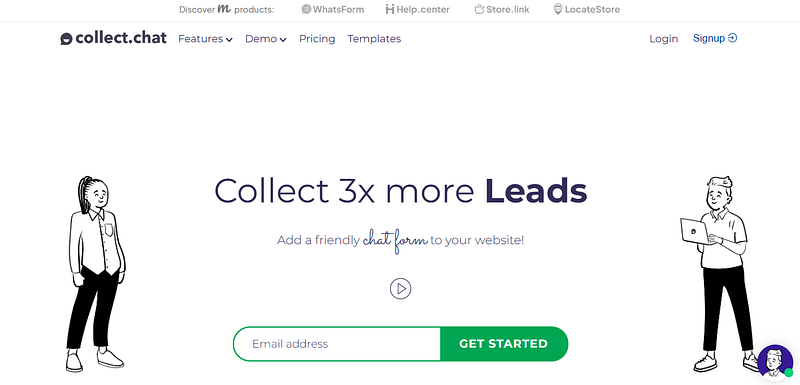 Discover m products: WhatsForm Help.center Store.link LocateStore
collect.chat Features Demo Pricing Templates Login Signup
Collect 3x more Leads
Add a friendly chat form to your website!
Email address GET STARTED